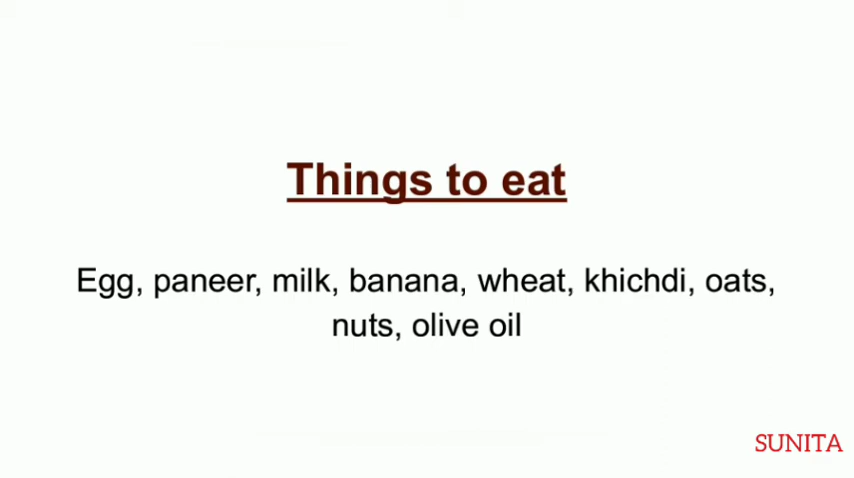 Things to eat
Egg, paneer, milk, banana, wheat, khichdi, oats,
nuts, olive oil
SUNITA